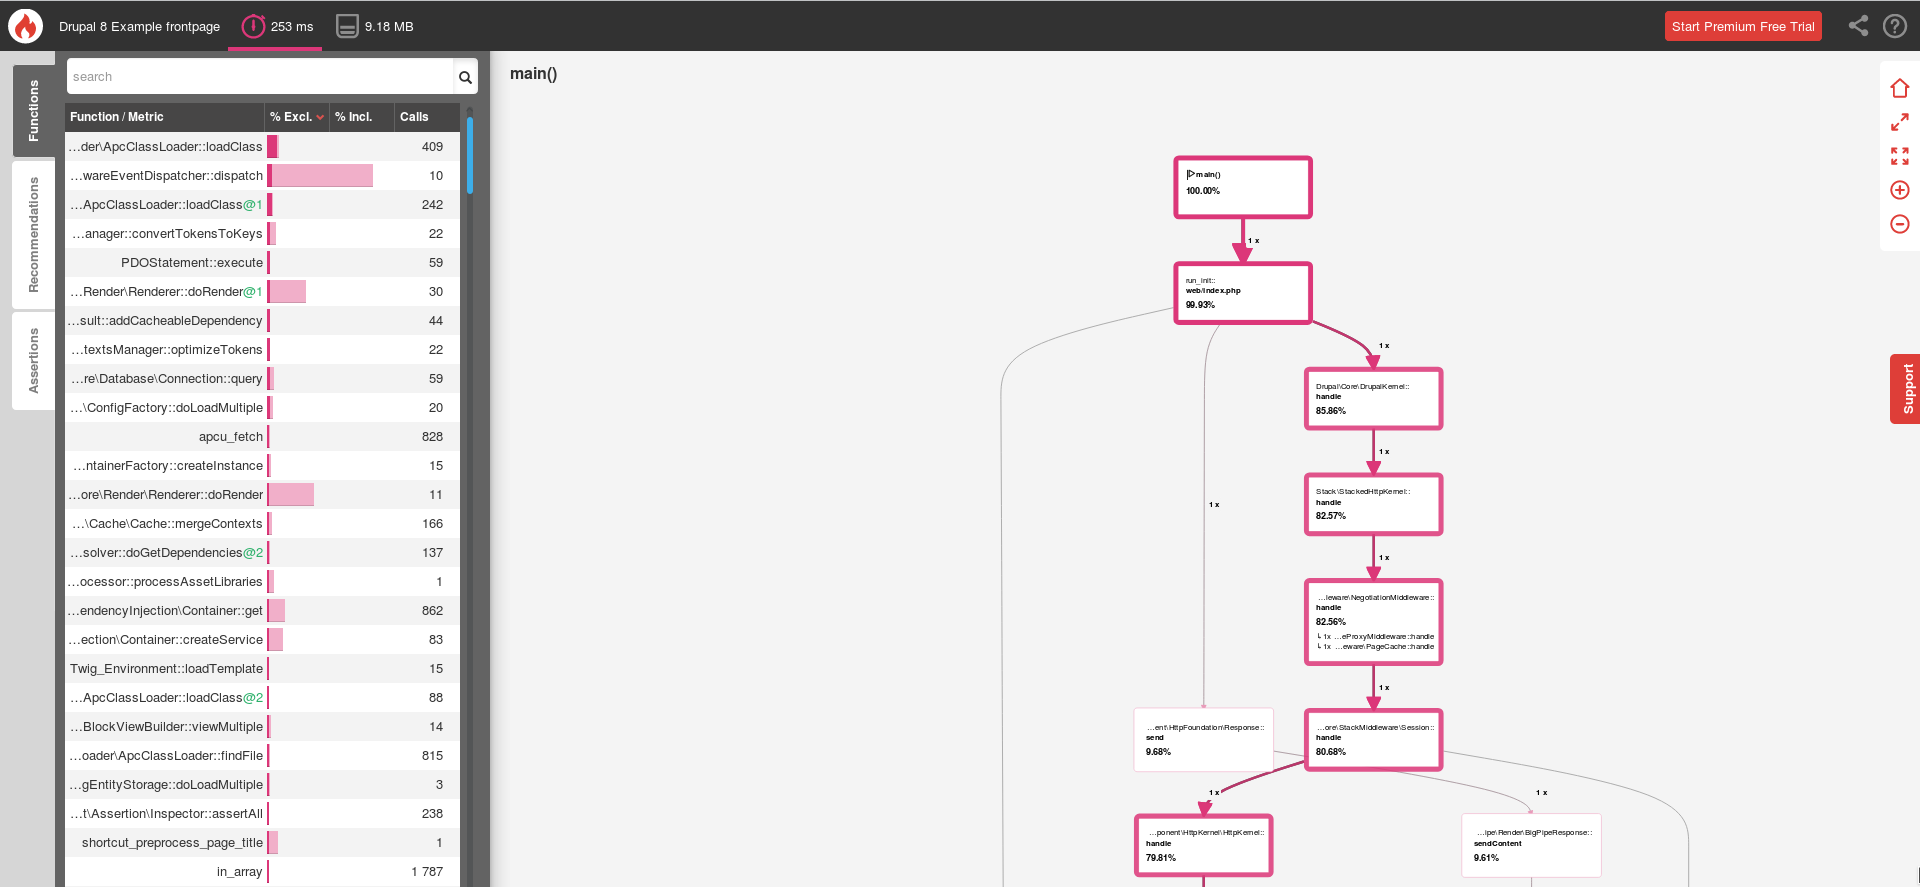 Drupal 8 Example frontpage
253 ms
9.18 MB
Start Premium Free Trial
Functions
Recommendations
Assertions
search
Function / Metric % Excl. % Incl. Calls
...der\ApcClassLoader::loadClass 409
...wareEventDispatcher::dispatch 10
...ApcClassLoader::loadClass@1 242
...anager::convertTokensToKeys 22
PDOStatement::execute 59
...Render\Renderer::doRender@1 30
...sult::addCacheableDependency 44
...textsManager::optimizeTokens 22
...re\Database\Connection::query 59
...\ConfigFactory::doLoadMultiple 20
apcu_fetch 828
...ntainerFactory::createInstance 15
...ore\Render\Renderer::doRender 11
...\Cache\Cache::mergeContexts 166
...solver::doGetDependencies@2 137
...ocessor::processAssetLibraries 1
...endencyInjection\Container::get 862
...ection\Container::createService 83
Twig_Environment::loadTemplate 15
...ApcClassLoader::loadClass@2 88
...BlockViewBuilder::viewMultiple 14
...oader\ApcClassLoader::findFile 815
...gEntityStorage::doLoadMultiple 3
...t\Assertion\Inspector::assertAll 238
shortcut_preprocess_page_title 1
in_array 1 787
main()
main()
100.00%
1 x
run_init::
web/index.php
99.93%
1 x
Drupal\Core\DrupalKernel::
handle
85.86%
1 x
Stack\StackedHttpKernel::
handle
82.57%
1 x
1 x
...leware\NegotiationMiddleware::
handle
82.56%
↳ 1x ...eProxyMiddleware::handle
↳ 1x ...eware\PageCache::handle
1 x
...ent\HttpFoundation\Response::
send
9.68%
...ore\StackMiddleware\Session::
handle
80.68%
1 x
1 x
...ponent\HttpKernel\HttpKernel::
handle
79.81%
...ipe\Render\BigPipeResponse::
sendContent
9.61%
Support